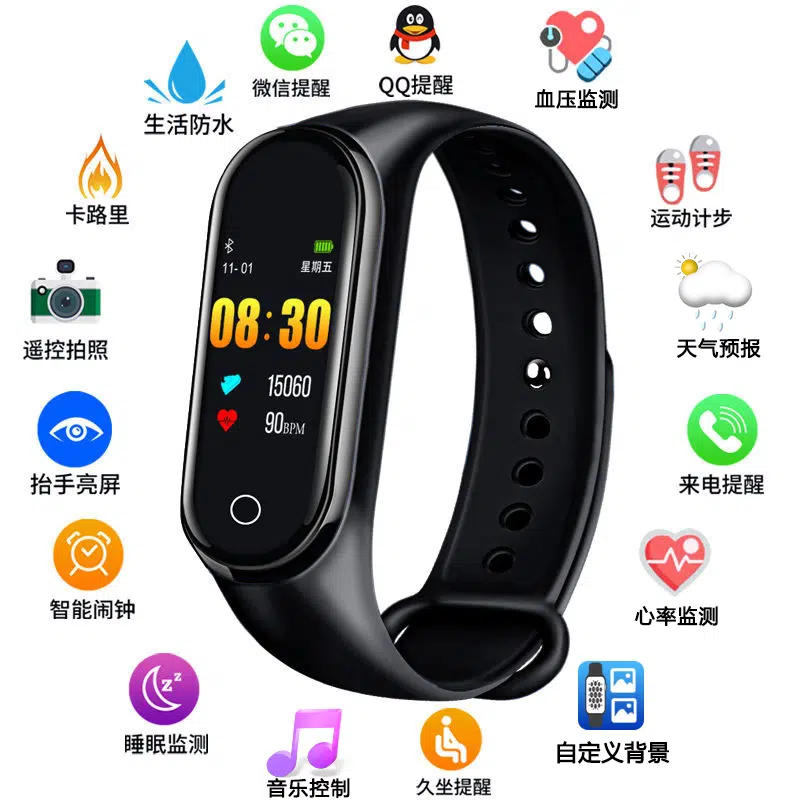 微信提醒
QQ提醒
血压监测
生活防水
卡路里
运动计步
11-01
星期五
08:30
遥控拍照
天气预报
15060
90BPM
抬手亮屏
来电提醒
智能闹钟
心率监测
z z
睡眠监测
自定义背景
音乐控制
久坐提醒